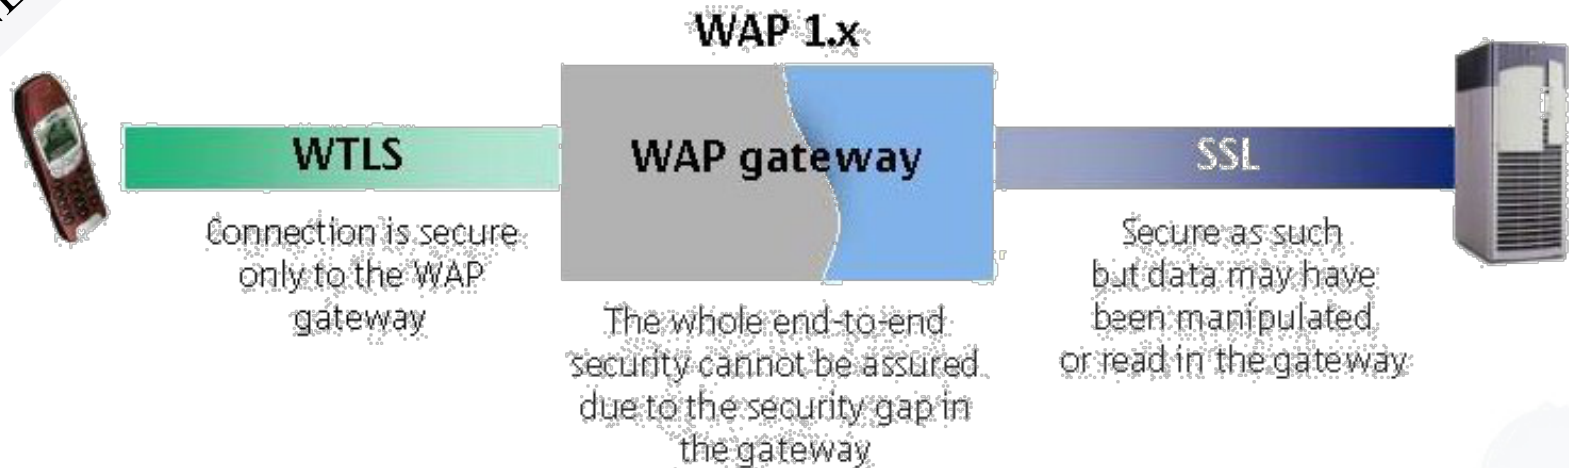 WAP 1.x
WTLS
WAP gateway
SSL
Connection is secure
only to the WAP
gateway
The whole end-to-end
security cannot be assured
due to the security gap in
the gateway
Secure as such
but data may have
been manipulated
or read in the gateway